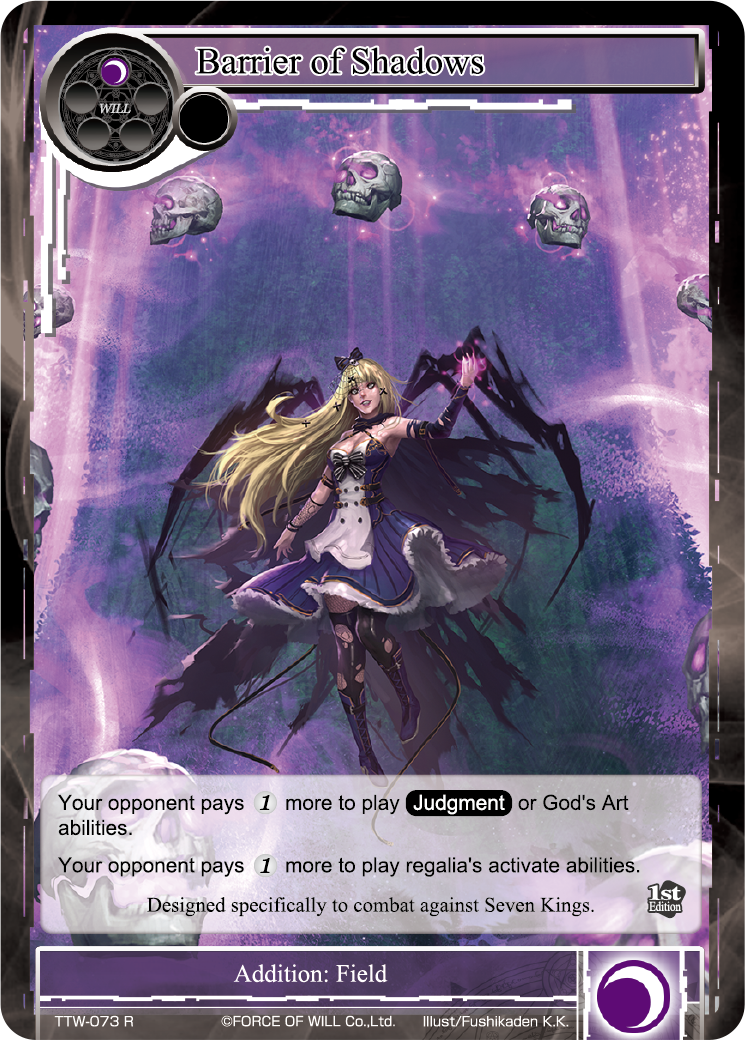 Barrier of Shadows
WILL
Your opponent pays 1 more to play Judgment or God's Art
abilities.
Your opponent pays 1 more to play regalia's activate abilities.
Designed specifically to combat against Seven Kings.
1st
Edition
Addition: Field
TTW-073 R ©FORCE OF WILL Co.,Ltd. Illust/Fushikaden K.K.